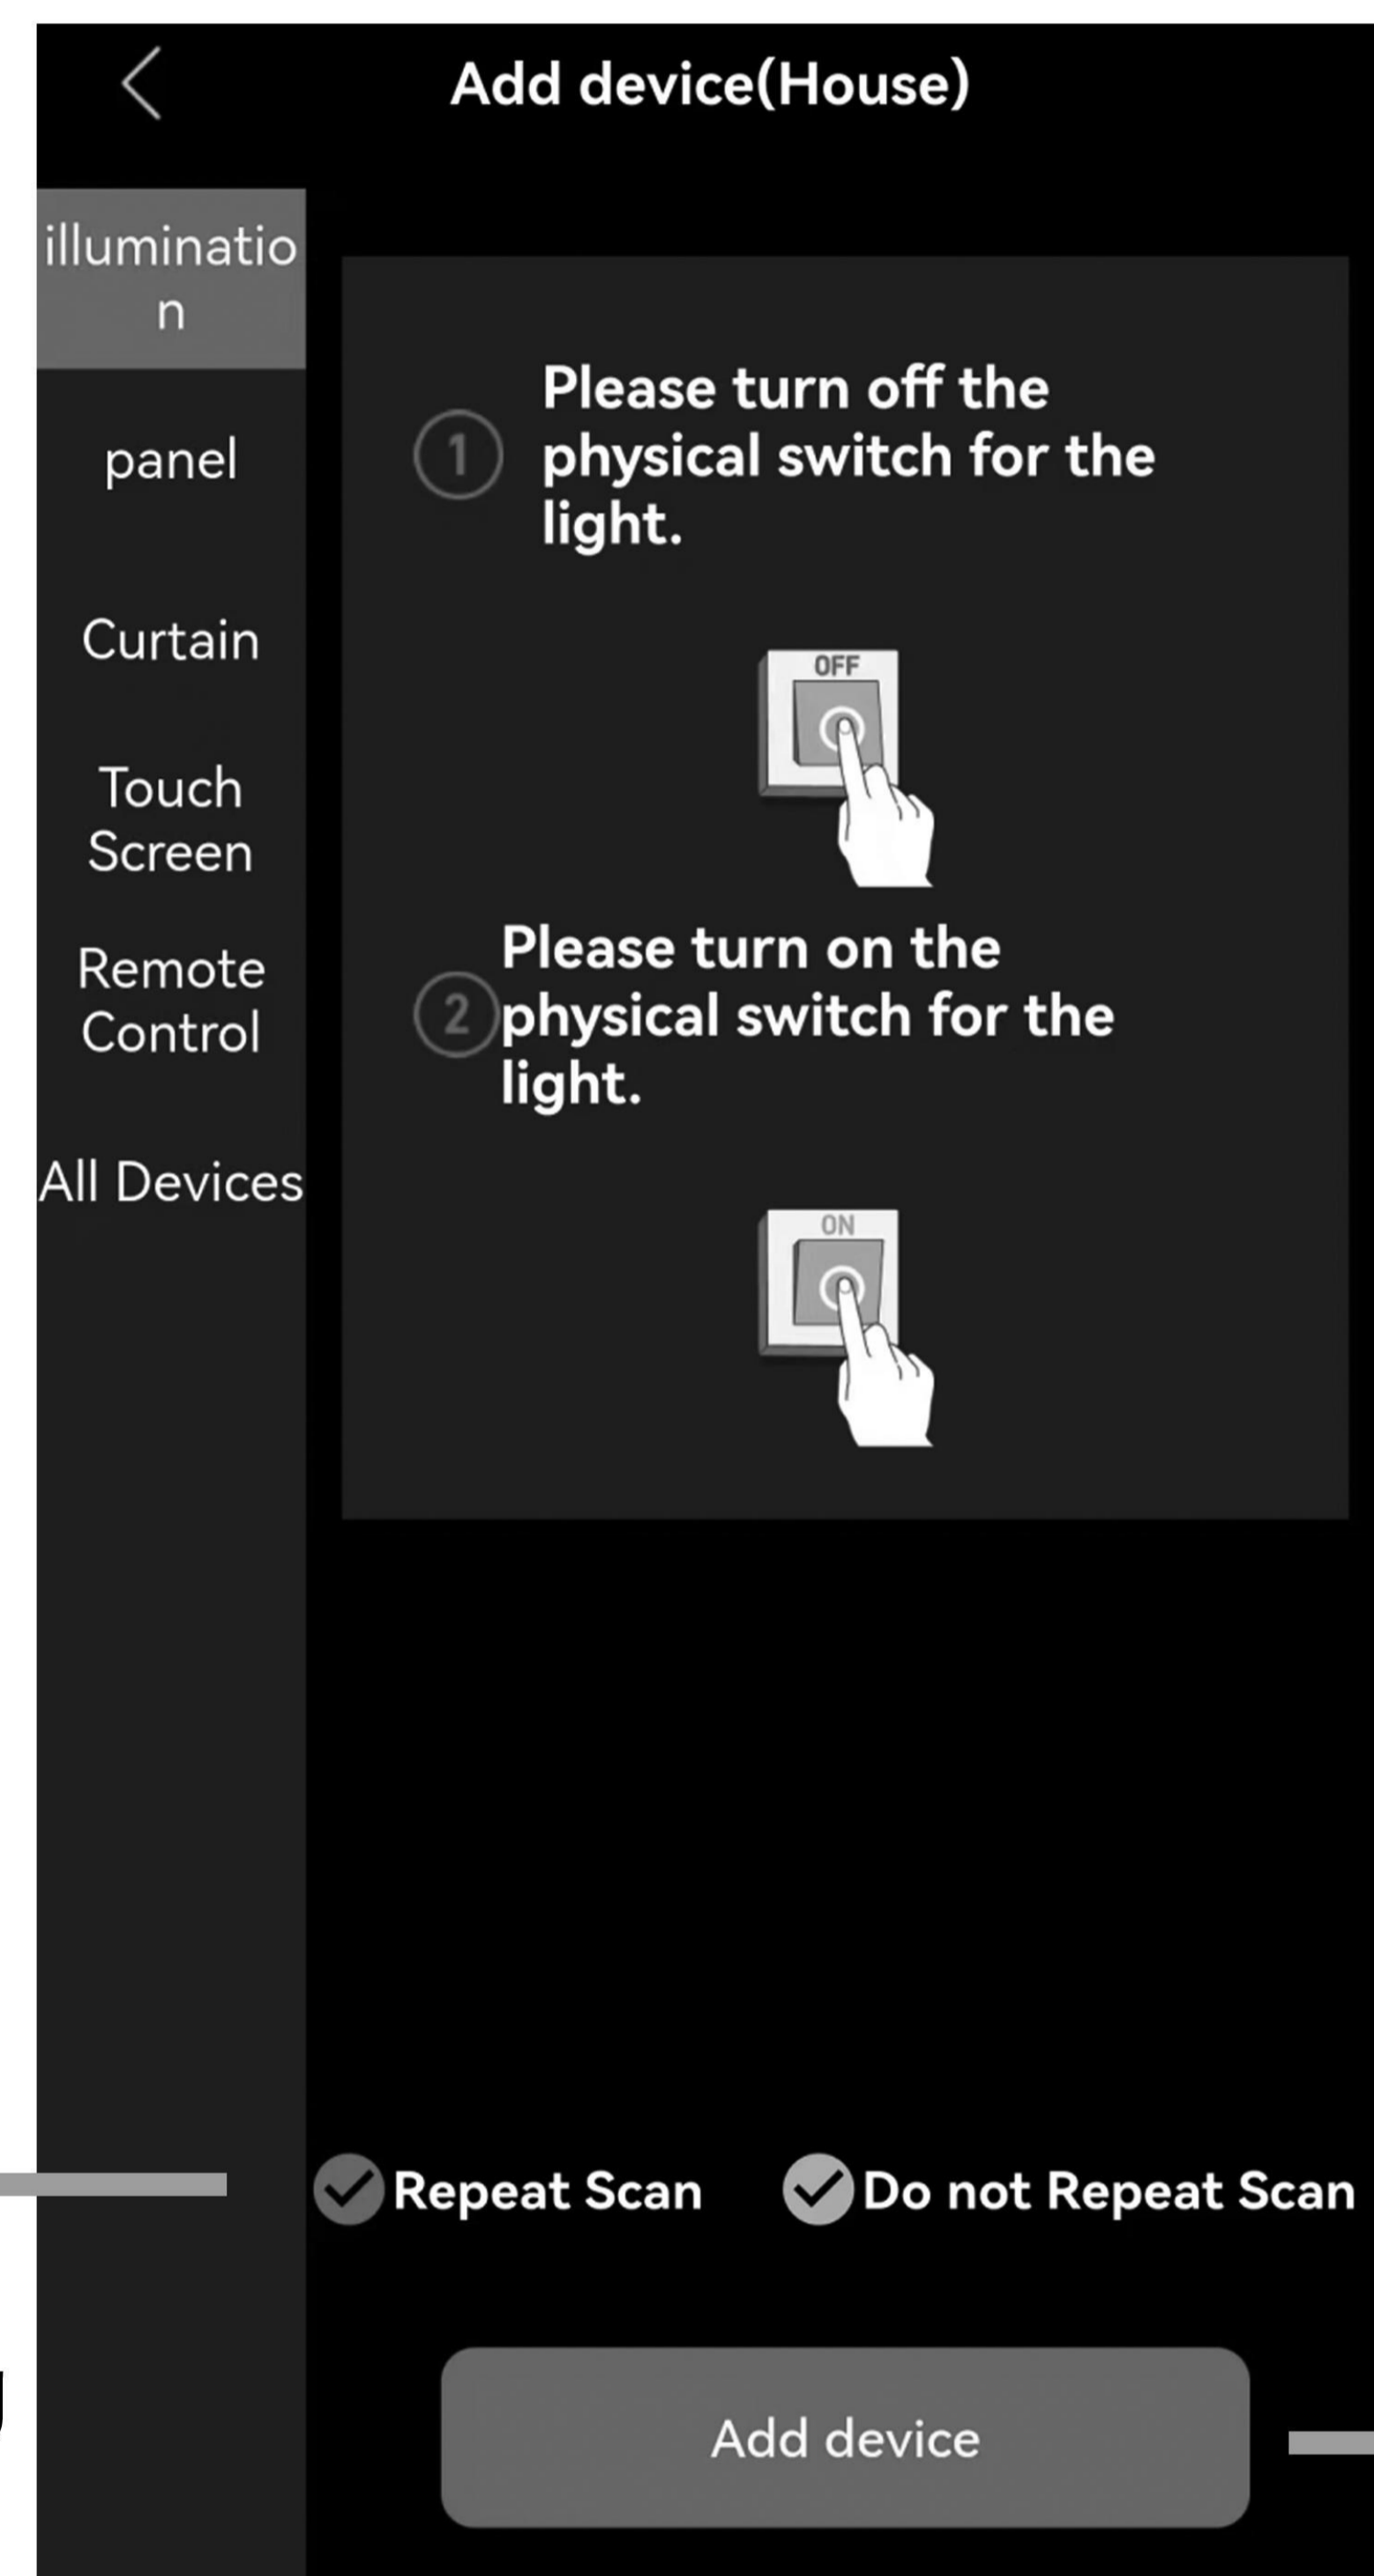 Add device(House)
illuminatio
n
panel
Curtain
Touch
Screen
Remote
Control
All Devices
1
Please turn off the
physical switch for the
light.
OFF
2
Please turn on the
physical switch for the
light.
ON
Repeat Scan
Do not Repeat Scan
Add device